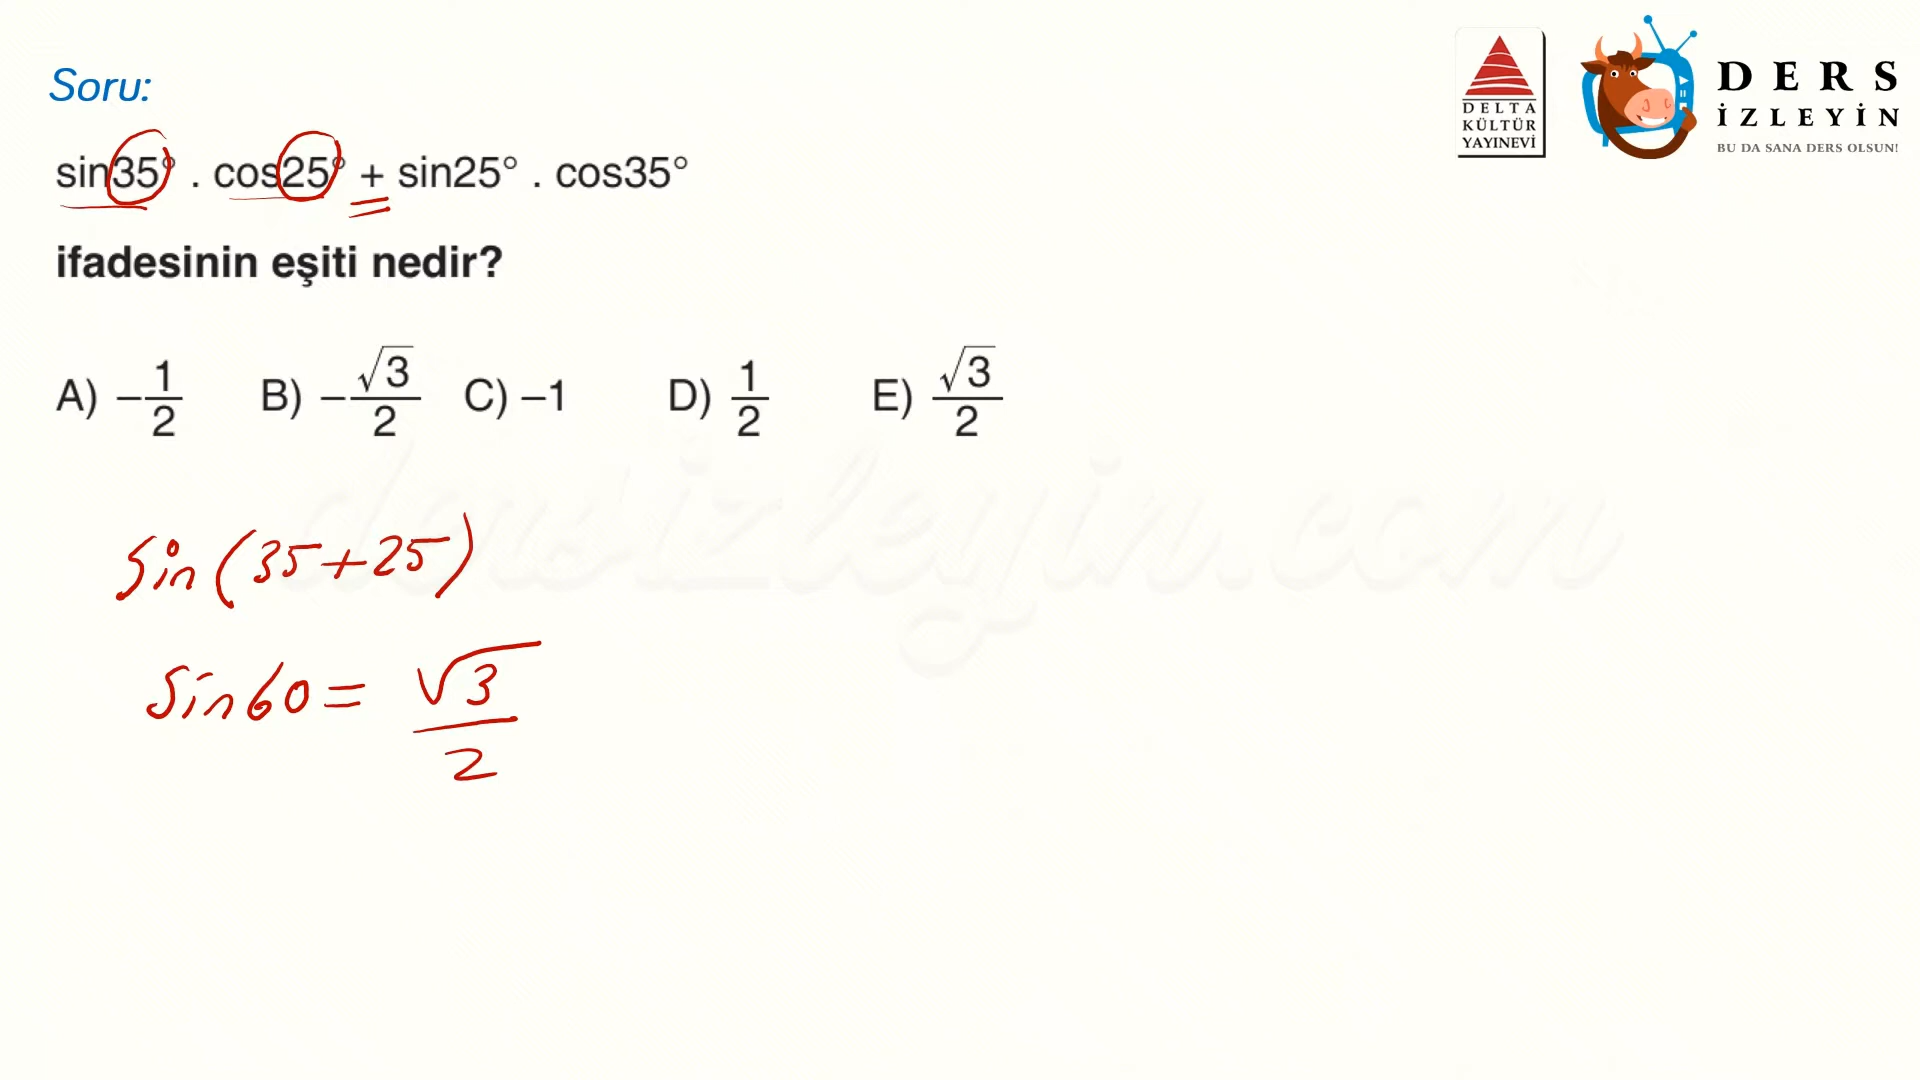 Soru:
sin35° . cos25° + sin25° . cos35°
ifadesinin eşiti nedir?
A) –1/2 B) –√3/2 C) –1 D) 1/2 E) √3/2
Sin (35+25)
Sin60 = √3/2
DELTA
KÜLTÜR
YAYINEVİ
DERS
İZLEYİN
BU DA SANA DERS OLSUN!
dersizleyin.com